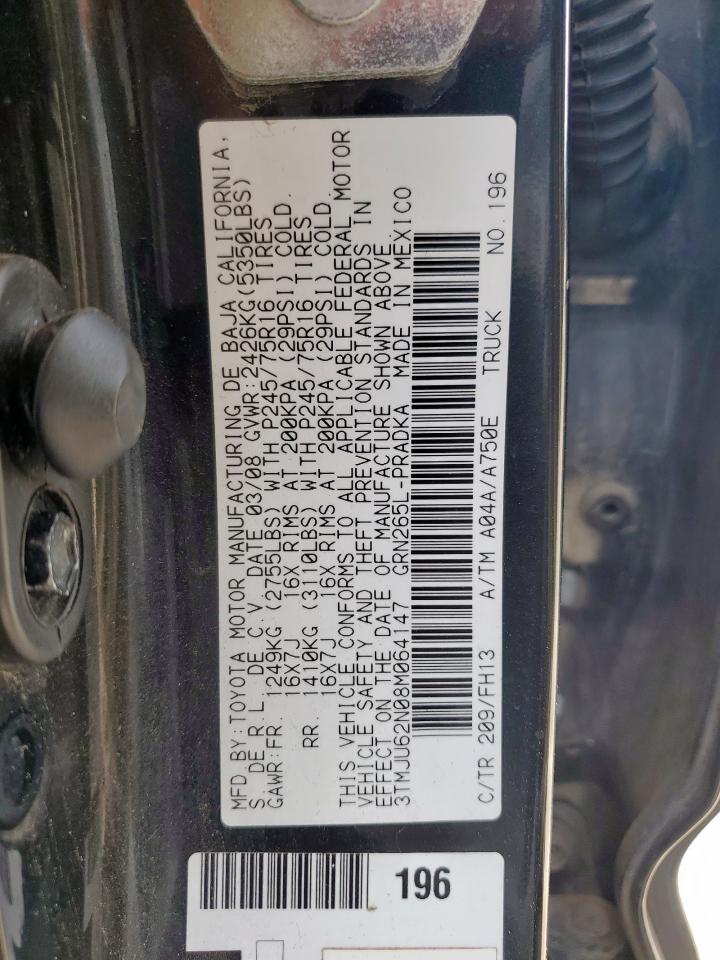 MFD.BY:TOYOTA MOTOR MANUFACTURING DE BAJA CALIFORNIA,
S. DE R.L. DE C.V. DATE 03/08 GVWR:2426KG(5350LBS)
GAWR:FR. 1249KG (2755LBS) WITH P245/75R16 TIRES
16X7J 16X RIMS AT 200KPA (29PSI) COLD.
RR. 1410KG (3110LBS) WITH P245/75R16 TIRES
16X7J 16X RIMS AT 200KPA (29PSI) COLD.
THIS VEHICLE CONFORMS TO ALL APPLICABLE FEDERAL MOTOR
VEHICLE SAFETY AND THEFT PREVENTION STANDARDS IN
EFFECT ON THE DATE OF MANUFACTURE SHOWN ABOVE.
3TMJU62N08M064147 GRN265L-PRADKA MADE IN MEXICO
C/TR 209/FH13 A/TM A04A/A750E TRUCK NO.196
196